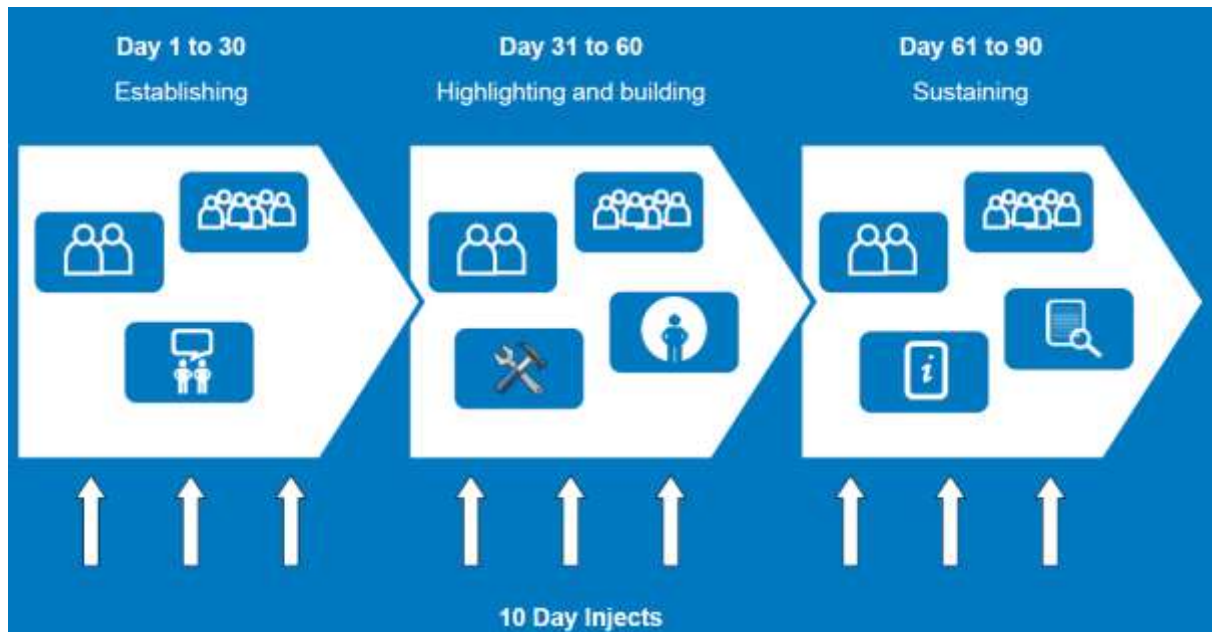 Day 1 to 30
Establishing
Day 31 to 60
Highlighting and building
Day 61 to 90
Sustaining
i
10 Day Injects